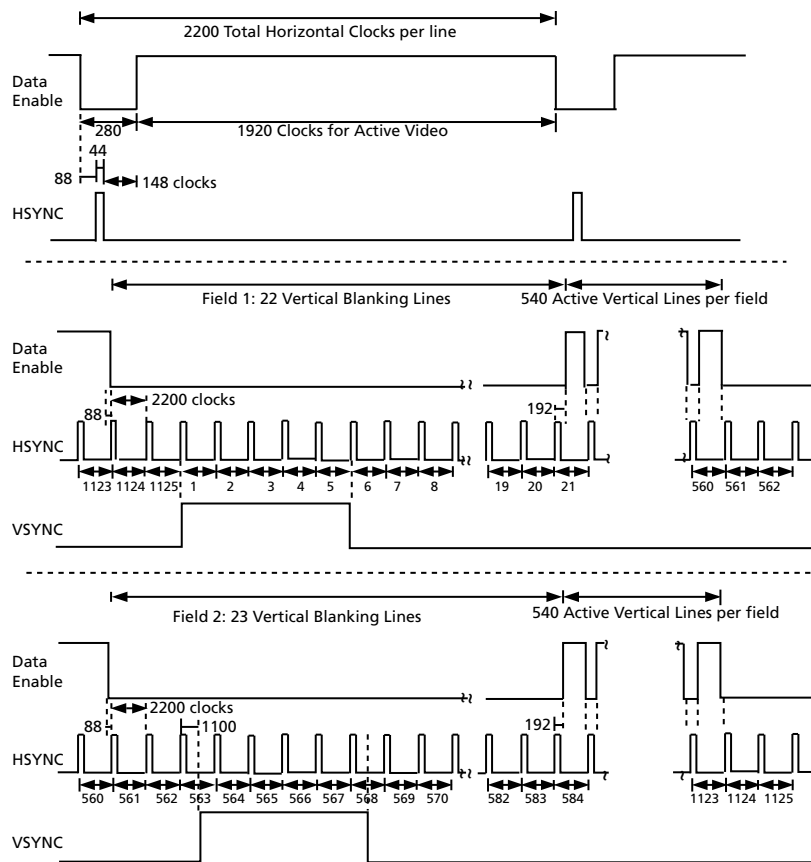 2200 Total Horizontal Clocks per line
Data
Enable
280
1920 Clocks for Active Video
44
88
148 clocks
HSYNC
Field 1: 22 Vertical Blanking Lines
540 Active Vertical Lines per field
Data
Enable
2200 clocks
88
192
HSYNC
1123 1124 1125 1 2 3 4 5 6 7 8 19 20 21 560 561 562
VSYNC
Field 2: 23 Vertical Blanking Lines
540 Active Vertical Lines per field
Data
Enable
2200 clocks
88
1100
192
HSYNC
560 561 562 563 564 565 566 567 568 569 570 582 583 584 1123 1124 1125
VSYNC